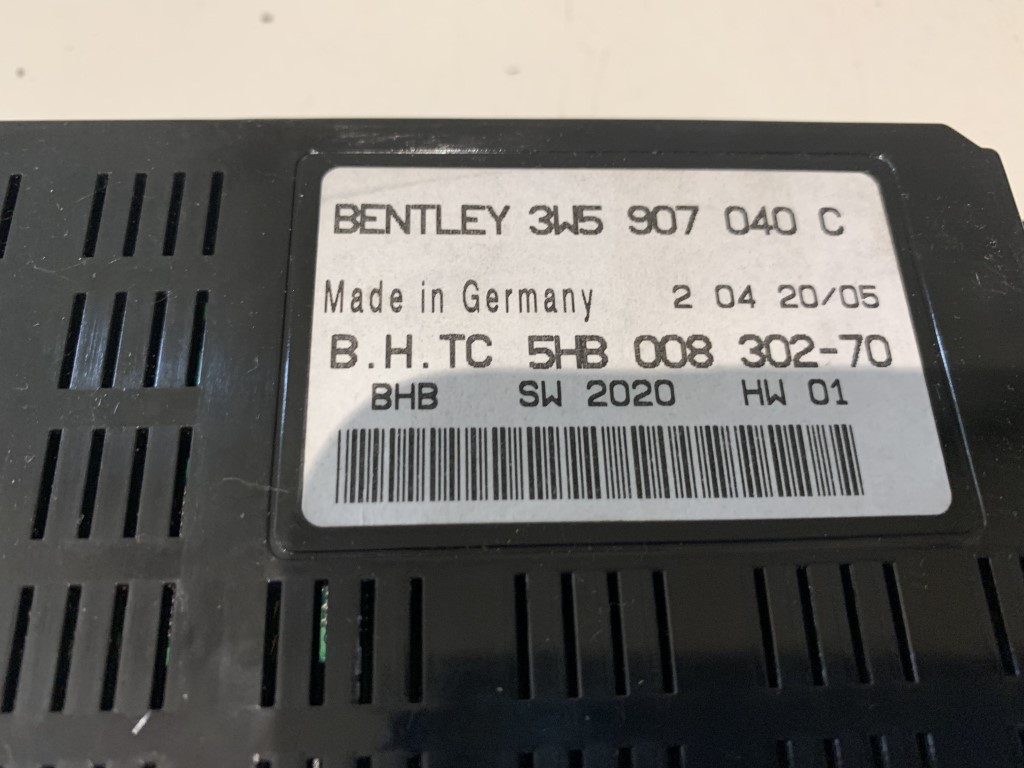 BENTLEY 3W5 907 040 C
Made in Germany 2 04 20/05
B.H.TC 5HB 008 302-70
BHB SW 2020 HW 01